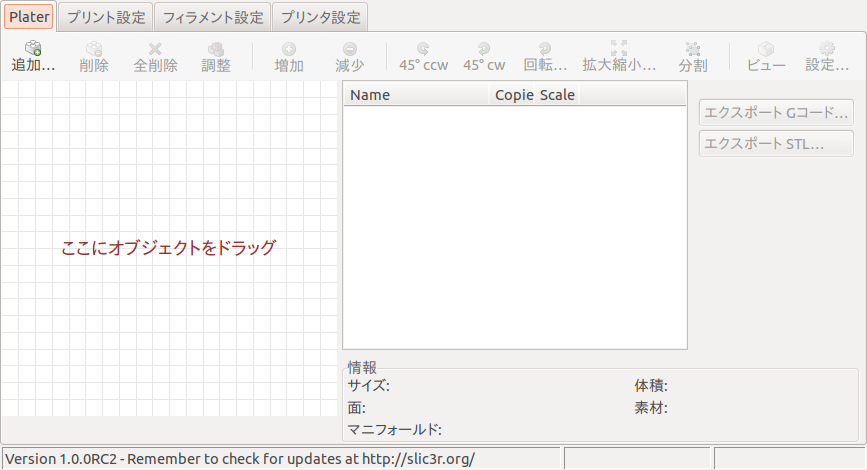 Plater プリント設定 フィラメント設定 プリンタ設定
追加... 削除 全削除 調整 増加 減少 45° ccw 45° cw 回転... 拡大縮小... 分割 ビュー 設定...
Name Copie Scale
エクスポート Gコード...
エクスポート STL...
ここにオブジェクトをドラッグ
情報
サイズ: 体積:
面: 素材:
マニフォールド:
Version 1.0.0RC2 - Remember to check for updates at http://slic3r.org/